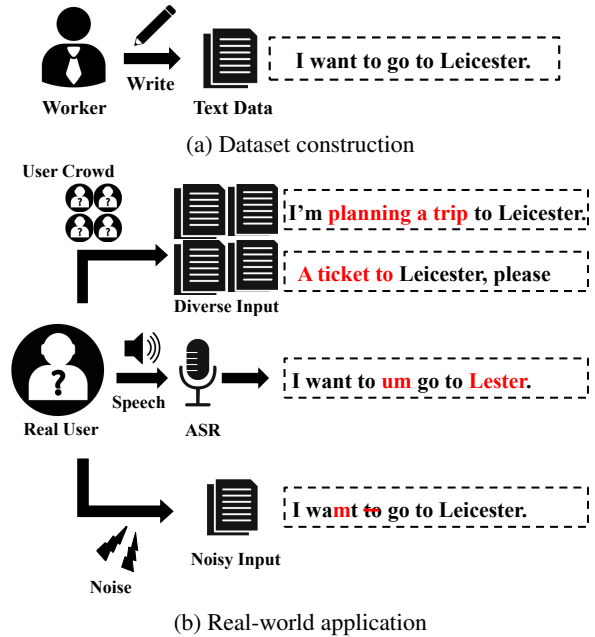 I want to go to Leicester.
Write
Worker
Text Data
(a) Dataset construction
User Crowd
? ?
? ?
I'm planning a trip to Leicester.
A ticket to Leicester, please
Diverse Input
?
Speech
I want to um go to Lester.
Real User
ASR
I wamt to go to Leicester.
Noise
Noisy Input
(b) Real-world application